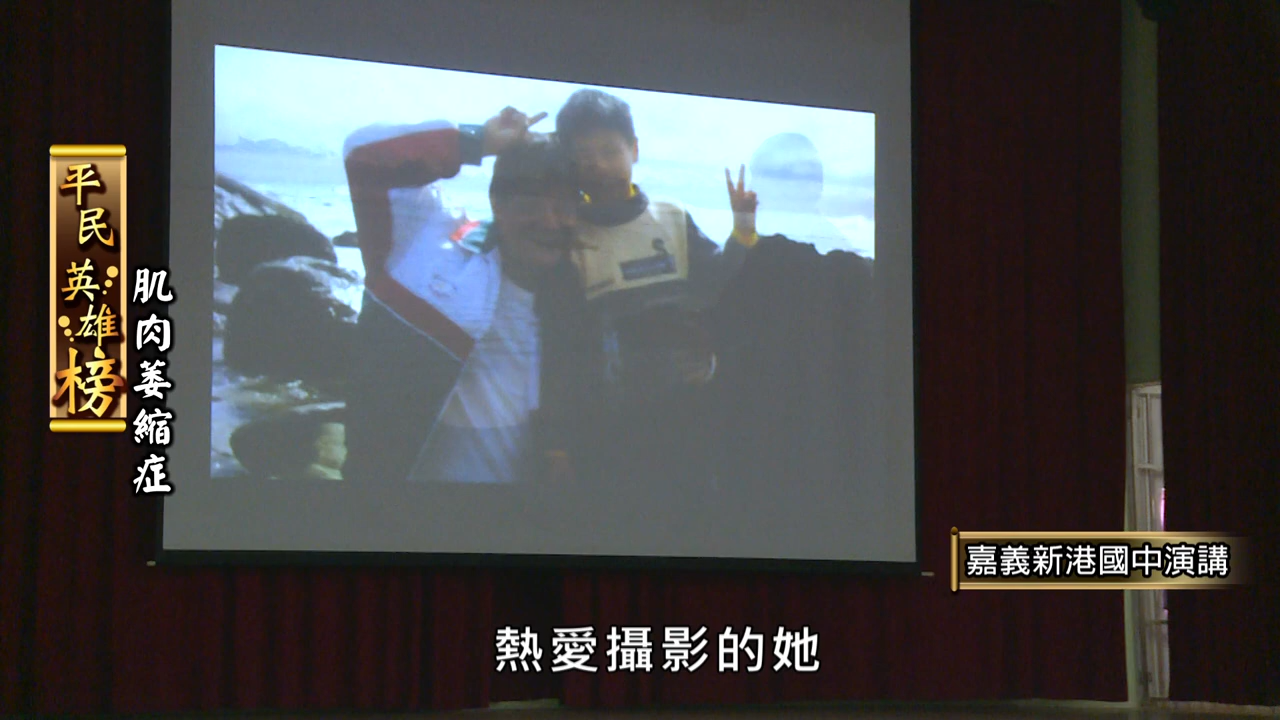 平民英雄榜
肌肉萎縮症
嘉義新港國中演講
熱愛攝影的她